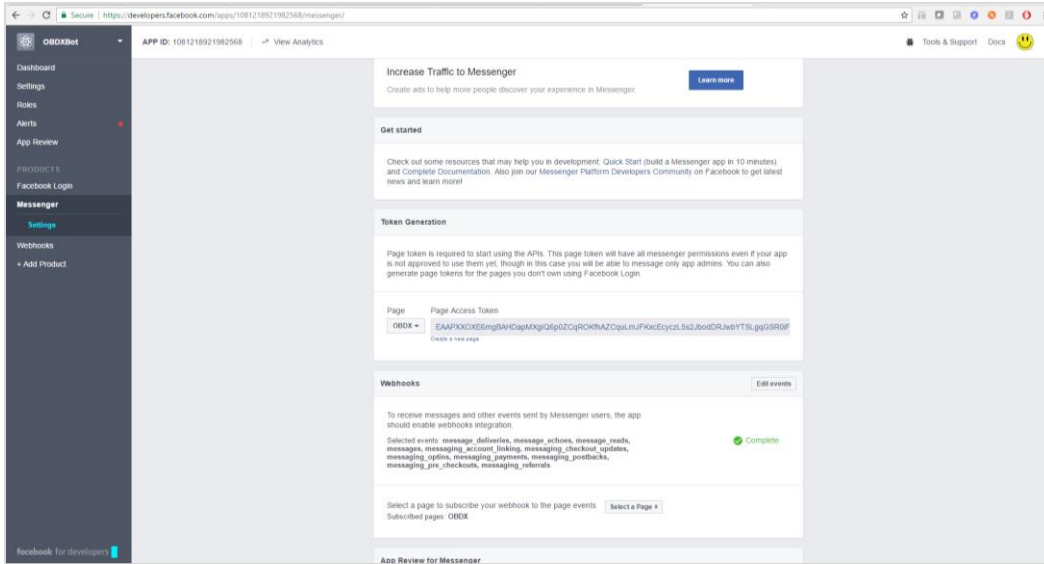 Secure | https://developers.facebook.com/apps/1081218921982568/messenger/
OBDXBot
APP ID: 1081218921982568
View Analytics
Tools & Support
Docs
Dashboard
Settings
Roles
Alerts
App Review
PRODUCTS
Facebook Login
Messenger
Settings
Webhooks
+ Add Product
facebook for developers
Increase Traffic to Messenger
Create ads to help more people discover your experience in Messenger.
Learn more
Get started
Check out some resources that may help you in development: Quick Start (build a Messenger app in 10 minutes)
and Complete Documentation. Also join our Messenger Platform Developers Community on Facebook to get latest
news and learn more!
Token Generation
Page token is required to start using the APIs. This page token will have all messenger permissions even if your app
is not approved to use them yet, though in this case you will be able to message only app admins. You can also
generate page tokens for the pages you don't own using Facebook Login.
Page
Page Access Token
OBDX
Create a new page
Webhooks
Edit events
To receive messages and other events sent by Messenger users, the app
should enable webhooks integration.
Selected events: message_deliveries, message_echoes, message_reads,
messages, messaging_account_linking, messaging_checkout_updates,
messaging_optins, messaging_payments, messaging_postbacks,
messaging_pre_checkouts, messaging_referrals
Complete
Select a page to subscribe your webhook to the page events
Select a Page
Subscribed pages: OBDX
App Review for Messenger